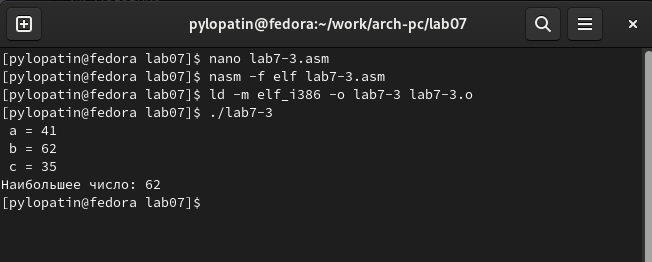 pylopatin@fedora:~/work/arch-pc/lab07
[pylopatin@fedora lab07]$ nano lab7-3.asm
[pylopatin@fedora lab07]$ nasm -f elf lab7-3.asm
[pylopatin@fedora lab07]$ ld -m elf_i386 -o lab7-3 lab7-3.o
[pylopatin@fedora lab07]$ ./lab7-3
 a = 41
 b = 62
 c = 35
Наибольшее число: 62
[pylopatin@fedora lab07]$